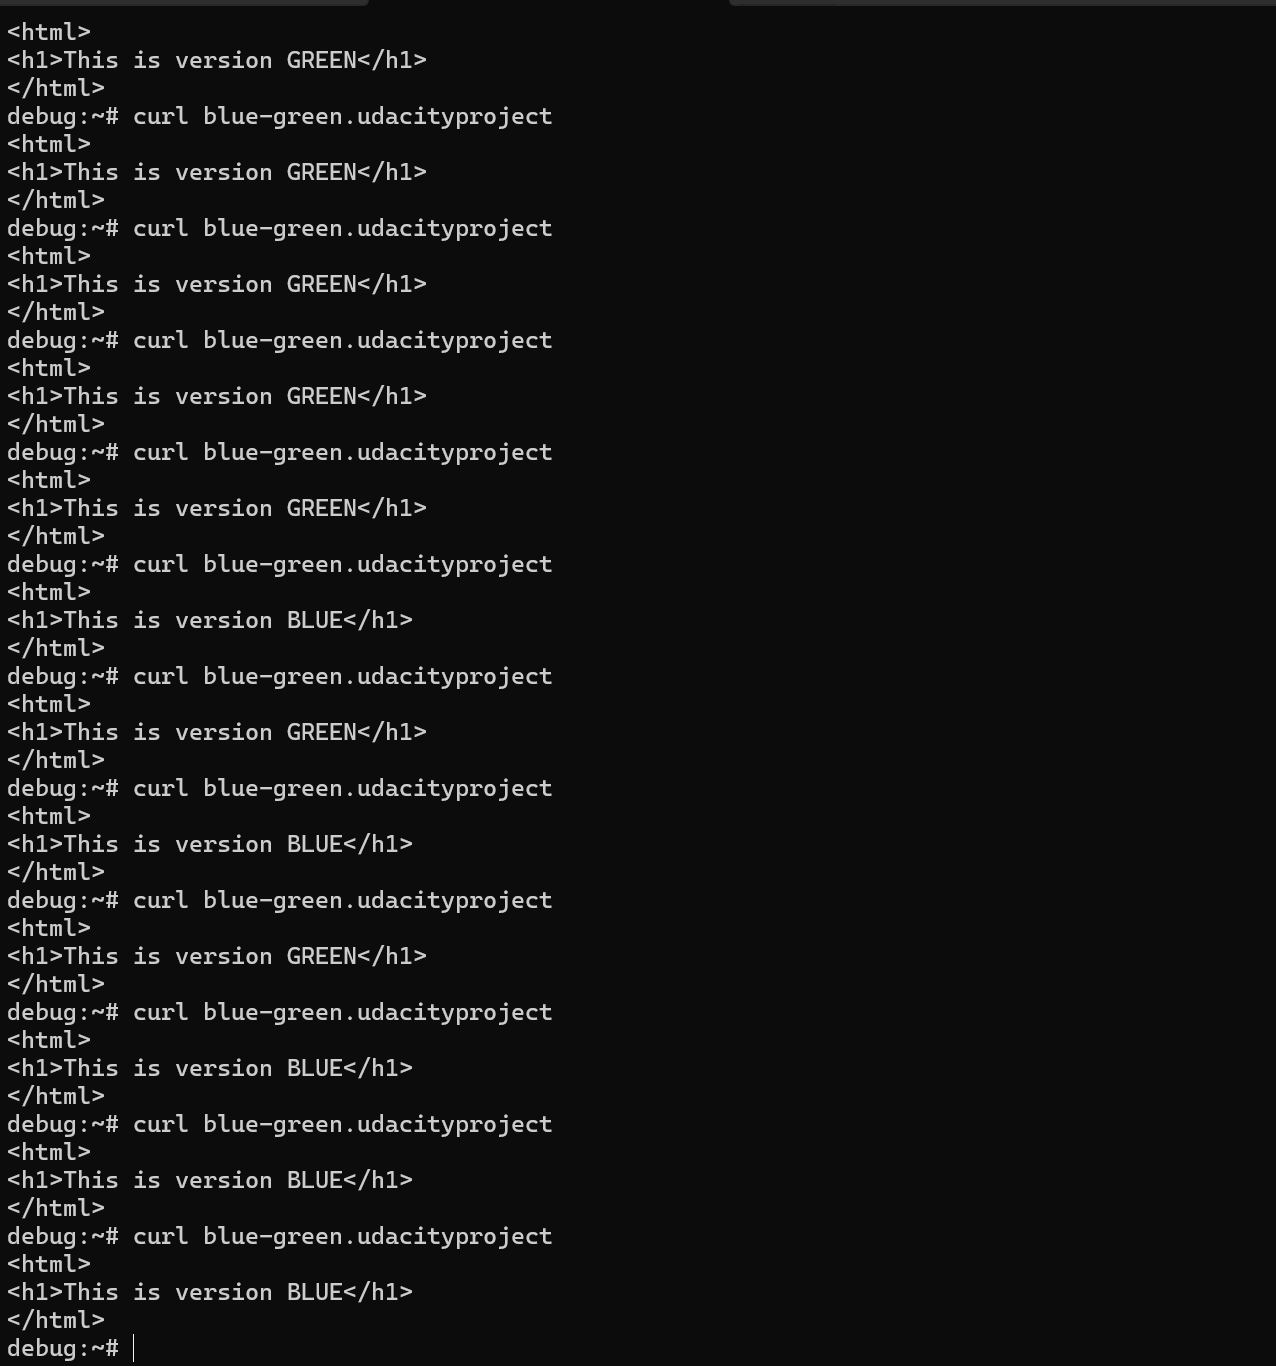 <html>
<h1>This is version GREEN</h1>
</html>
debug:~# curl blue-green.udacityproject
<html>
<h1>This is version GREEN</h1>
</html>
debug:~# curl blue-green.udacityproject
<html>
<h1>This is version GREEN</h1>
</html>
debug:~# curl blue-green.udacityproject
<html>
<h1>This is version GREEN</h1>
</html>
debug:~# curl blue-green.udacityproject
<html>
<h1>This is version GREEN</h1>
</html>
debug:~# curl blue-green.udacityproject
<html>
<h1>This is version BLUE</h1>
</html>
debug:~# curl blue-green.udacityproject
<html>
<h1>This is version GREEN</h1>
</html>
debug:~# curl blue-green.udacityproject
<html>
<h1>This is version BLUE</h1>
</html>
debug:~# curl blue-green.udacityproject
<html>
<h1>This is version GREEN</h1>
</html>
debug:~# curl blue-green.udacityproject
<html>
<h1>This is version BLUE</h1>
</html>
debug:~# curl blue-green.udacityproject
<html>
<h1>This is version BLUE</h1>
</html>
debug:~# curl blue-green.udacityproject
<html>
<h1>This is version BLUE</h1>
</html>
debug:~#